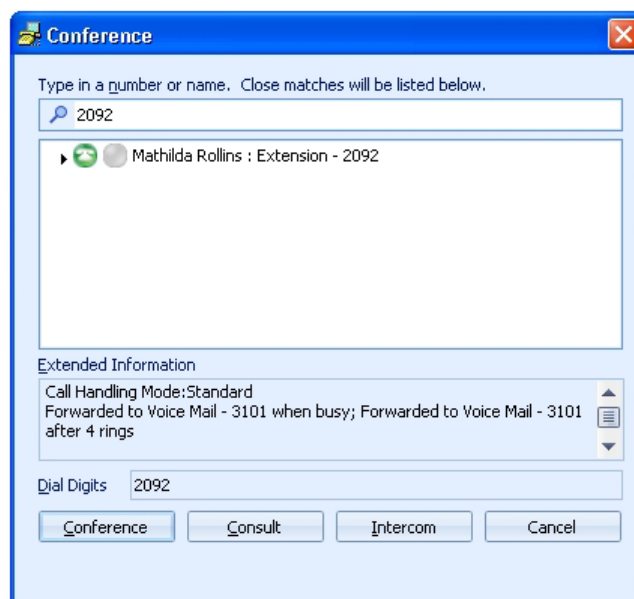 Conference
Type in a number or name.  Close matches will be listed below.
2092
Mathilda Rollins : Extension - 2092
Extended Information
Call Handling Mode:Standard
Forwarded to Voice Mail - 3101 when busy; Forwarded to Voice Mail - 3101
after 4 rings
Dial Digits 2092
Conference Consult Intercom Cancel